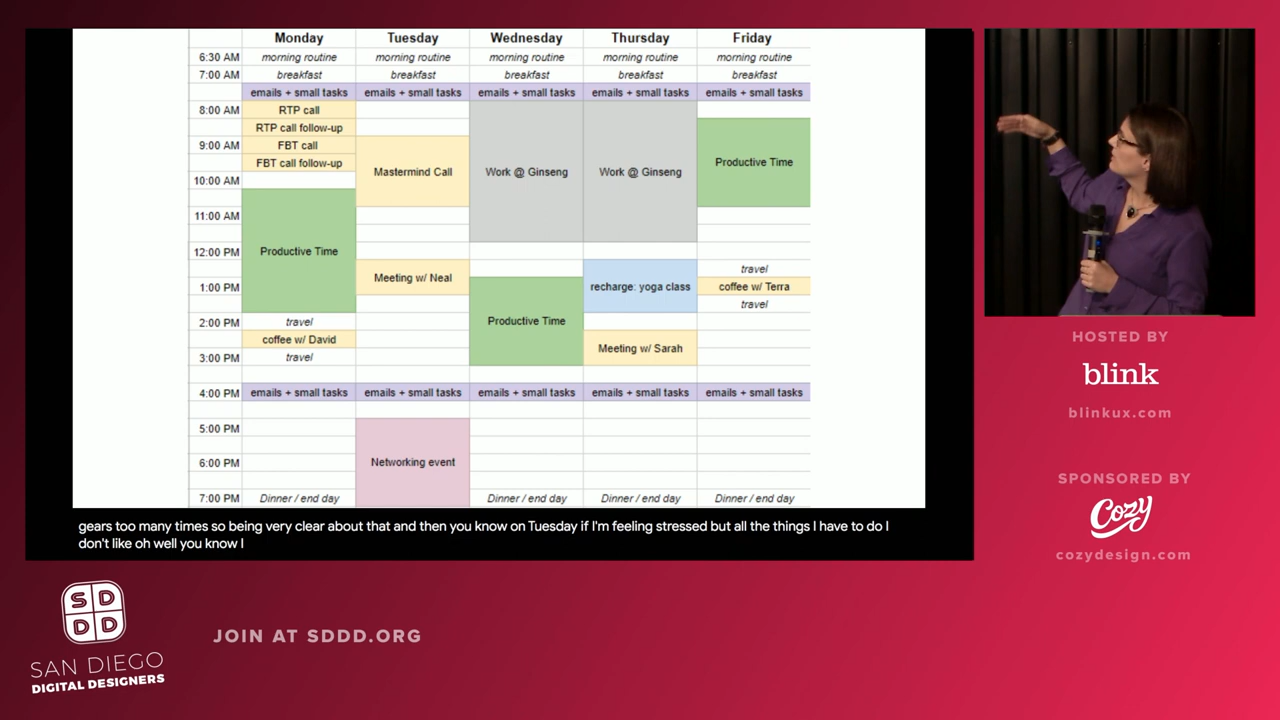 Monday Tuesday Wednesday Thursday Friday
6:30 AM morning routine morning routine morning routine morning routine morning routine
7:00 AM breakfast breakfast breakfast breakfast breakfast
emails + small tasks emails + small tasks emails + small tasks emails + small tasks emails + small tasks
8:00 AM RTP call
RTP call follow-up
9:00 AM FBT call
FBT call follow-up Productive Time
Mastermind Call Work @ Ginseng Work @ Ginseng
10:00 AM
11:00 AM
12:00 PM Productive Time
travel
Meeting w/ Neal
1:00 PM recharge: yoga class coffee w/ Terra
travel
2:00 PM travel Productive Time
coffee w/ David
Meeting w/ Sarah
3:00 PM travel
4:00 PM emails + small tasks emails + small tasks emails + small tasks emails + small tasks emails + small tasks
5:00 PM
6:00 PM Networking event
7:00 PM Dinner / end day Dinner / end day Dinner / end day Dinner / end day
gears too many times so being very clear about that and then you know on Tuesday if I'm feeling stressed but all the things I have to do I
don't like oh well you know I
HOSTED BY
blink
blinkux.com
SPONSORED BY
Cozy
cozydesign.com
SD
DD
SAN DIEGO
DIGITAL DESIGNERS
JOIN AT SDDD.ORG